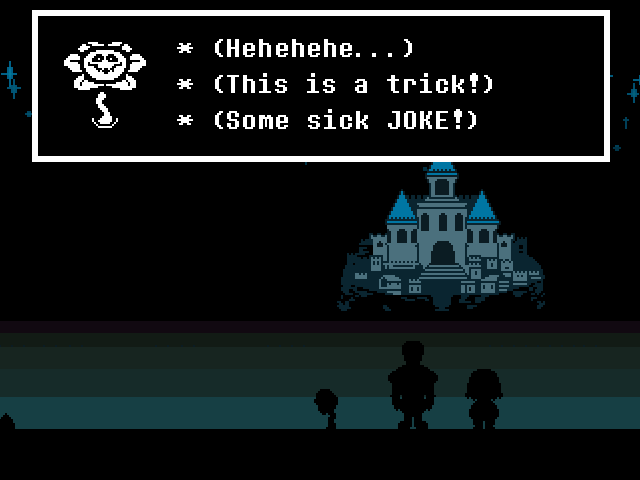 * (Hehehehe...)
* (This is a trick!)
* (Some sick JOKE!)